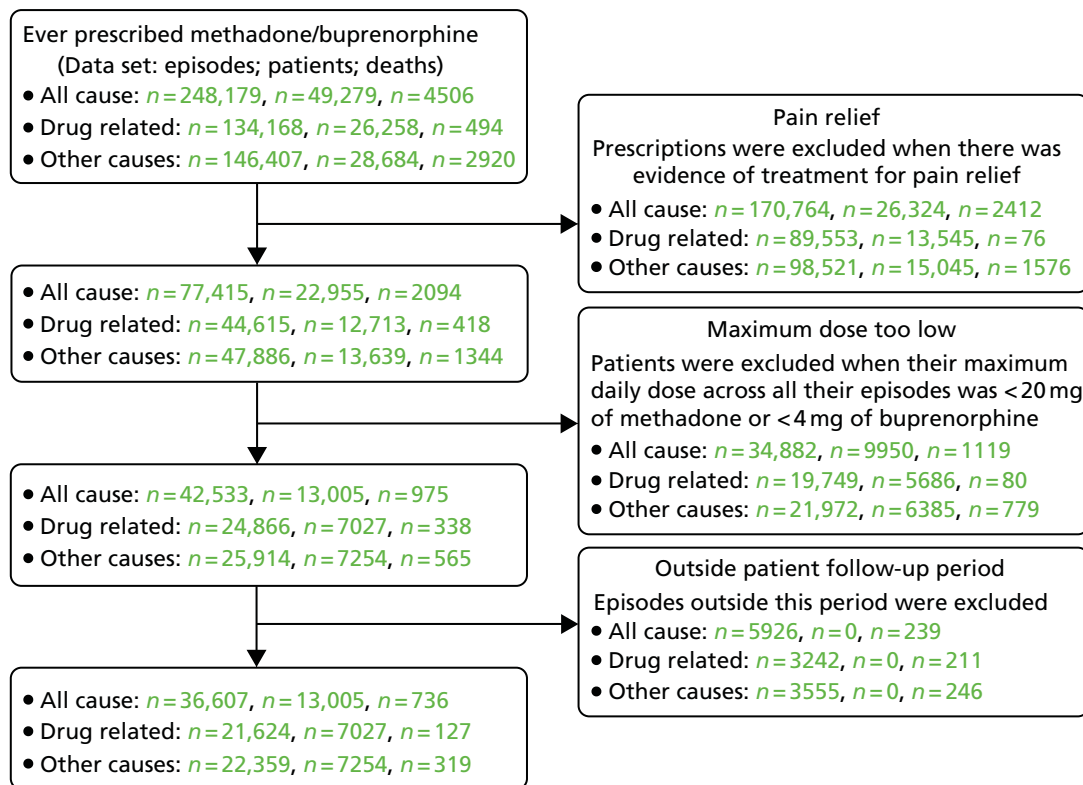 Ever prescribed methadone/buprenorphine
(Data set: episodes; patients; deaths)
• All cause: n = 248,179, n = 49,279, n = 4506
• Drug related: n = 134,168, n = 26,258, n = 494
• Other causes: n = 146,407, n = 28,684, n = 2920
Pain relief
Prescriptions were excluded when there was
evidence of treatment for pain relief
• All cause: n = 170,764, n = 26,324, n = 2412
• Drug related: n = 89,553, n = 13,545, n = 76
• Other causes: n = 98,521, n = 15,045, n = 1576
• All cause: n = 77,415, n = 22,955, n = 2094
• Drug related: n = 44,615, n = 12,713, n = 418
• Other causes: n = 47,886, n = 13,639, n = 1344
Maximum dose too low
Patients were excluded when their maximum
daily dose across all their episodes was <20 mg
of methadone or <4 mg of buprenorphine
• All cause: n = 34,882, n = 9950, n = 1119
• Drug related: n = 19,749, n = 5686, n = 80
• Other causes: n = 21,972, n = 6385, n = 779
• All cause: n = 42,533, n = 13,005, n = 975
• Drug related: n = 24,866, n = 7027, n = 338
• Other causes: n = 25,914, n = 7254, n = 565
Outside patient follow-up period
Episodes outside this period were excluded
• All cause: n = 5926, n = 0, n = 239
• Drug related: n = 3242, n = 0, n = 211
• Other causes: n = 3555, n = 0, n = 246
• All cause: n = 36,607, n = 13,005, n = 736
• Drug related: n = 21,624, n = 7027, n = 127
• Other causes: n = 22,359, n = 7254, n = 319